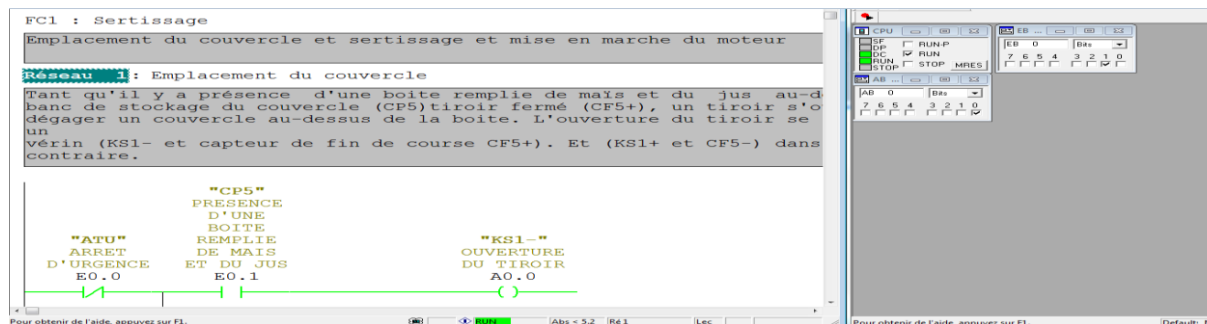 FC1 : Sertissage
Emplacement du couvercle et sertissage et mise en marche du moteur
Réseau 1: Emplacement du couvercle
Tant qu'il y a présence d'une boite remplie de maïs et du jus au-d
banc de stockage du couvercle (CP5)tiroir fermé (CF5+), un tiroir s'o
dégager un couvercle au-dessus de la boite. L'ouverture du tiroir se
un
vérin (KS1- et capteur de fin de course CF5+). Et (KS1+ et CF5-) dans
contraire.
"CP5"
PRESENCE
D'UNE
BOITE
"ATU" REMPLIE "KS1-"
ARRET DE MAIS OUVERTURE
D'URGENCE ET DU JUS DU TIROIR
E0.0 E0.1 A0.0
Pour obtenir de l'aide, appuyez sur F1.
RUN
Abs < 5.2
Ré 1
Lec
CPU
SF
DP
DC
RUN
STOP
RUN-P
RUN
STOP
MRES
EB ...
EB 0
Bits
7 6 5 4 3 2 1 0
AB ...
AB 0
Bits
7 6 5 4 3 2 1 0
Pour obtenir de l'aide, appuyez sur F1.
Default: